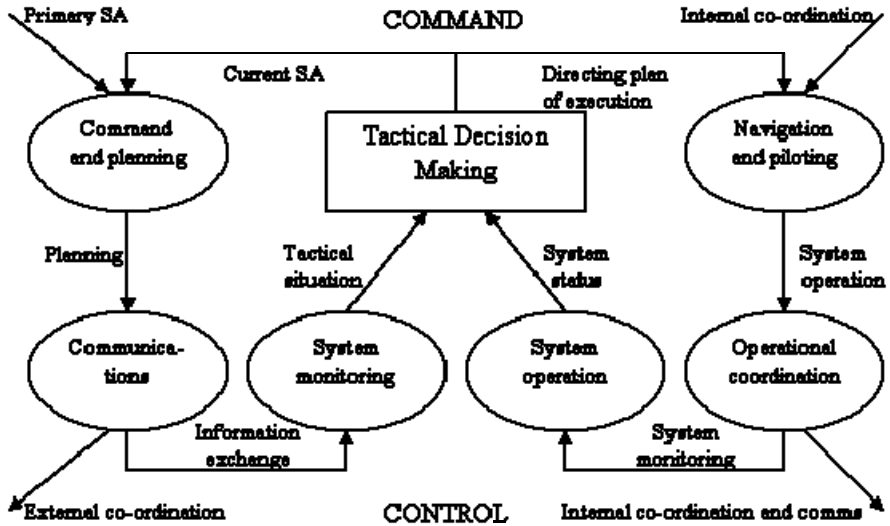 Primary SA
COMMAND
Internal co-ordination
Current SA
Directing plan
of execution
Command
and planning
Tactical Decision
Making
Navigation
and piloting
Planning
Tactical
situation
System
status
System
operation
Communica-
tions
System
monitoring
System
operation
Operational
coordination
Information
exchange
System
monitoring
External co-ordination
CONTROL
Internal co-ordination and comms